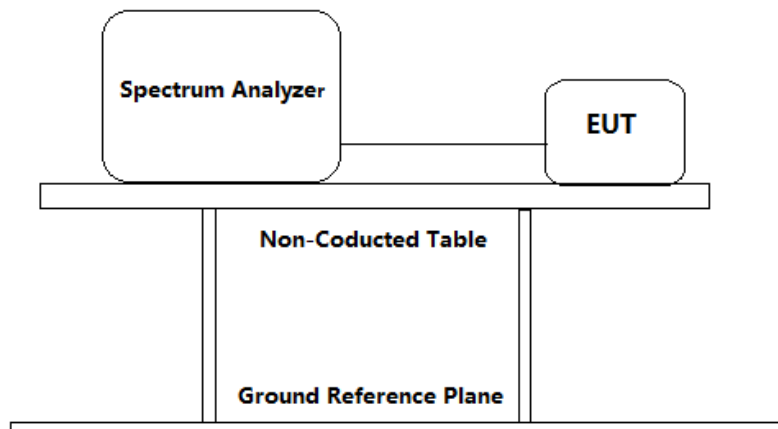 Spectrum Analyzer
EUT
Non-Coducted Table
Ground Reference Plane